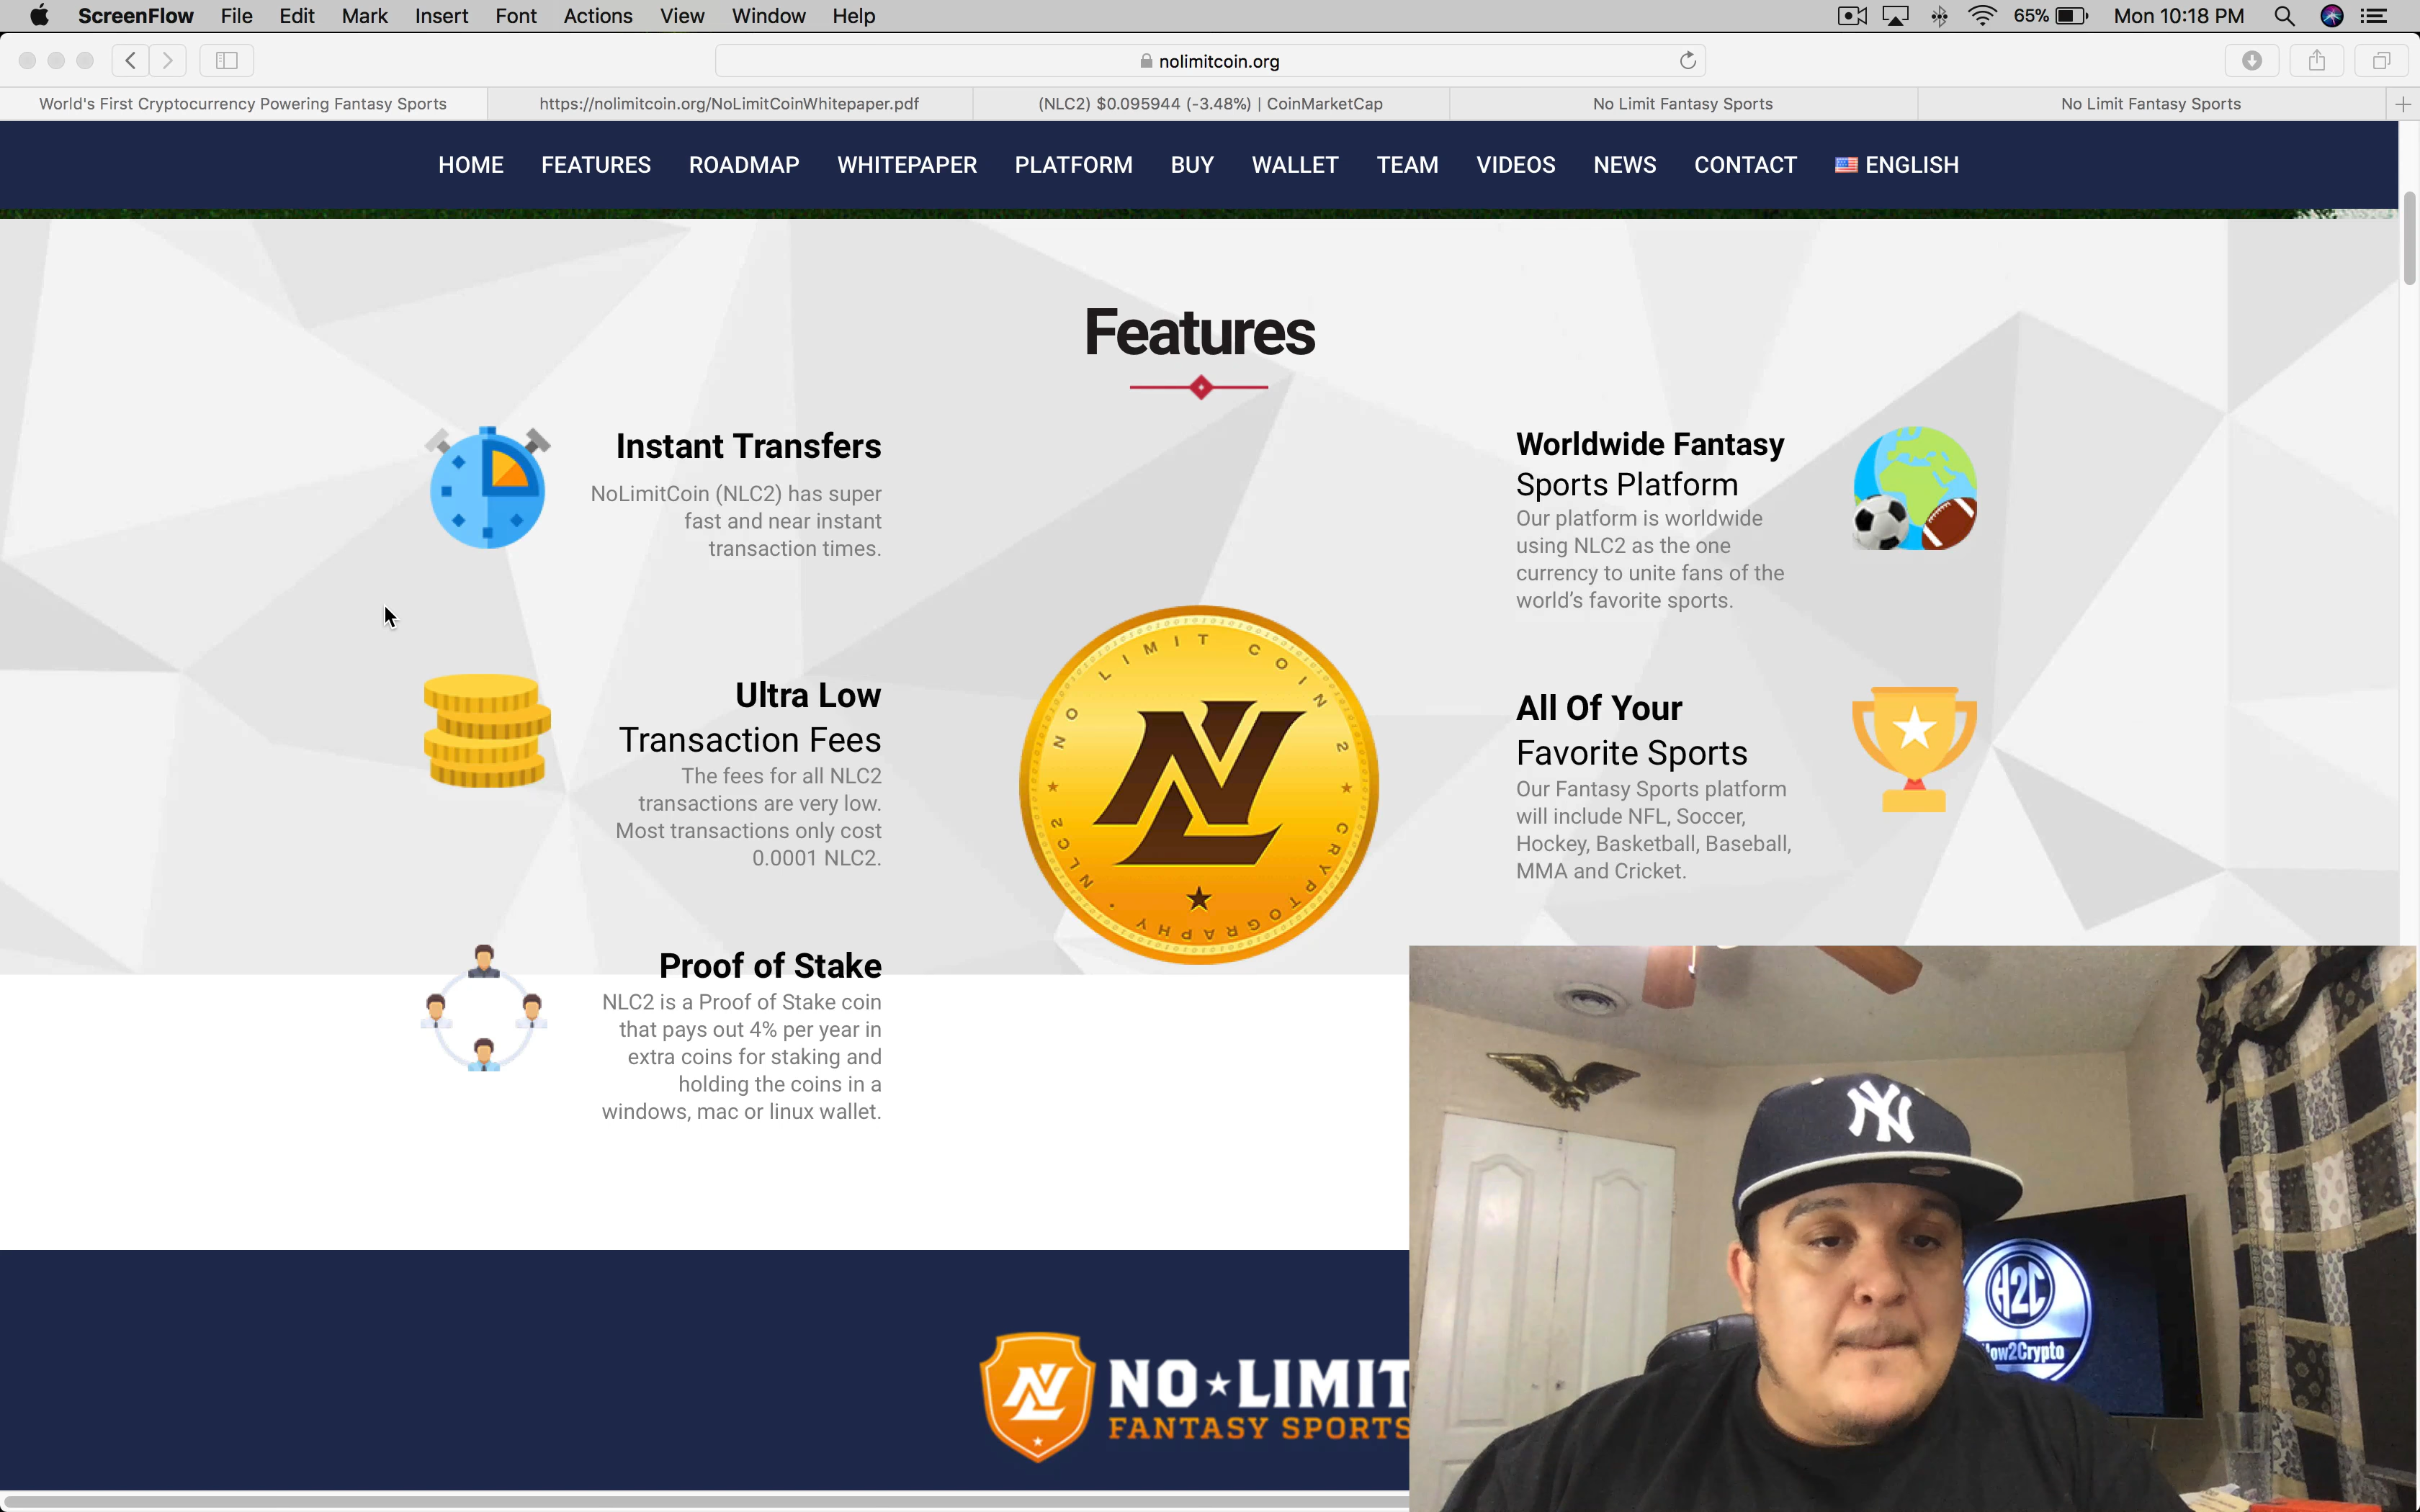 ScreenFlow File Edit Mark Insert Font Actions View Window Help 65% Mon 10:18 PM
nolimitcoin.org
World's First Cryptocurrency Powering Fantasy Sports https://nolimitcoin.org/NoLimitCoinWhitepaper.pdf (NLC2) $0.095944 (-3.48%) | CoinMarketCap No Limit Fantasy Sports No Limit Fantasy Sports
HOME FEATURES ROADMAP WHITEPAPER PLATFORM BUY WALLET TEAM VIDEOS NEWS CONTACT ENGLISH
Features
Instant Transfers
NoLimitCoin (NLC2) has super
fast and near instant
transaction times.
Ultra Low
Transaction Fees
The fees for all NLC2
transactions are very low.
Most transactions only cost
0.0001 NLC2.
Proof of Stake
NLC2 is a Proof of Stake coin
that pays out 4% per year in
extra coins for staking and
holding the coins in a
windows, mac or linux wallet.
NO LIMIT COIN 2 ★ CRYPTOGRAPHY • NLC2 ★
NL
Worldwide Fantasy
Sports Platform
Our platform is worldwide
using NLC2 as the one
currency to unite fans of the
world's favorite sports.
All Of Your
Favorite Sports
Our Fantasy Sports platform
will include NFL, Soccer,
Hockey, Basketball, Baseball,
MMA and Cricket.
NL
NO★LIMIT
FANTASY SPORTS
NY
H2C
How2Crypto